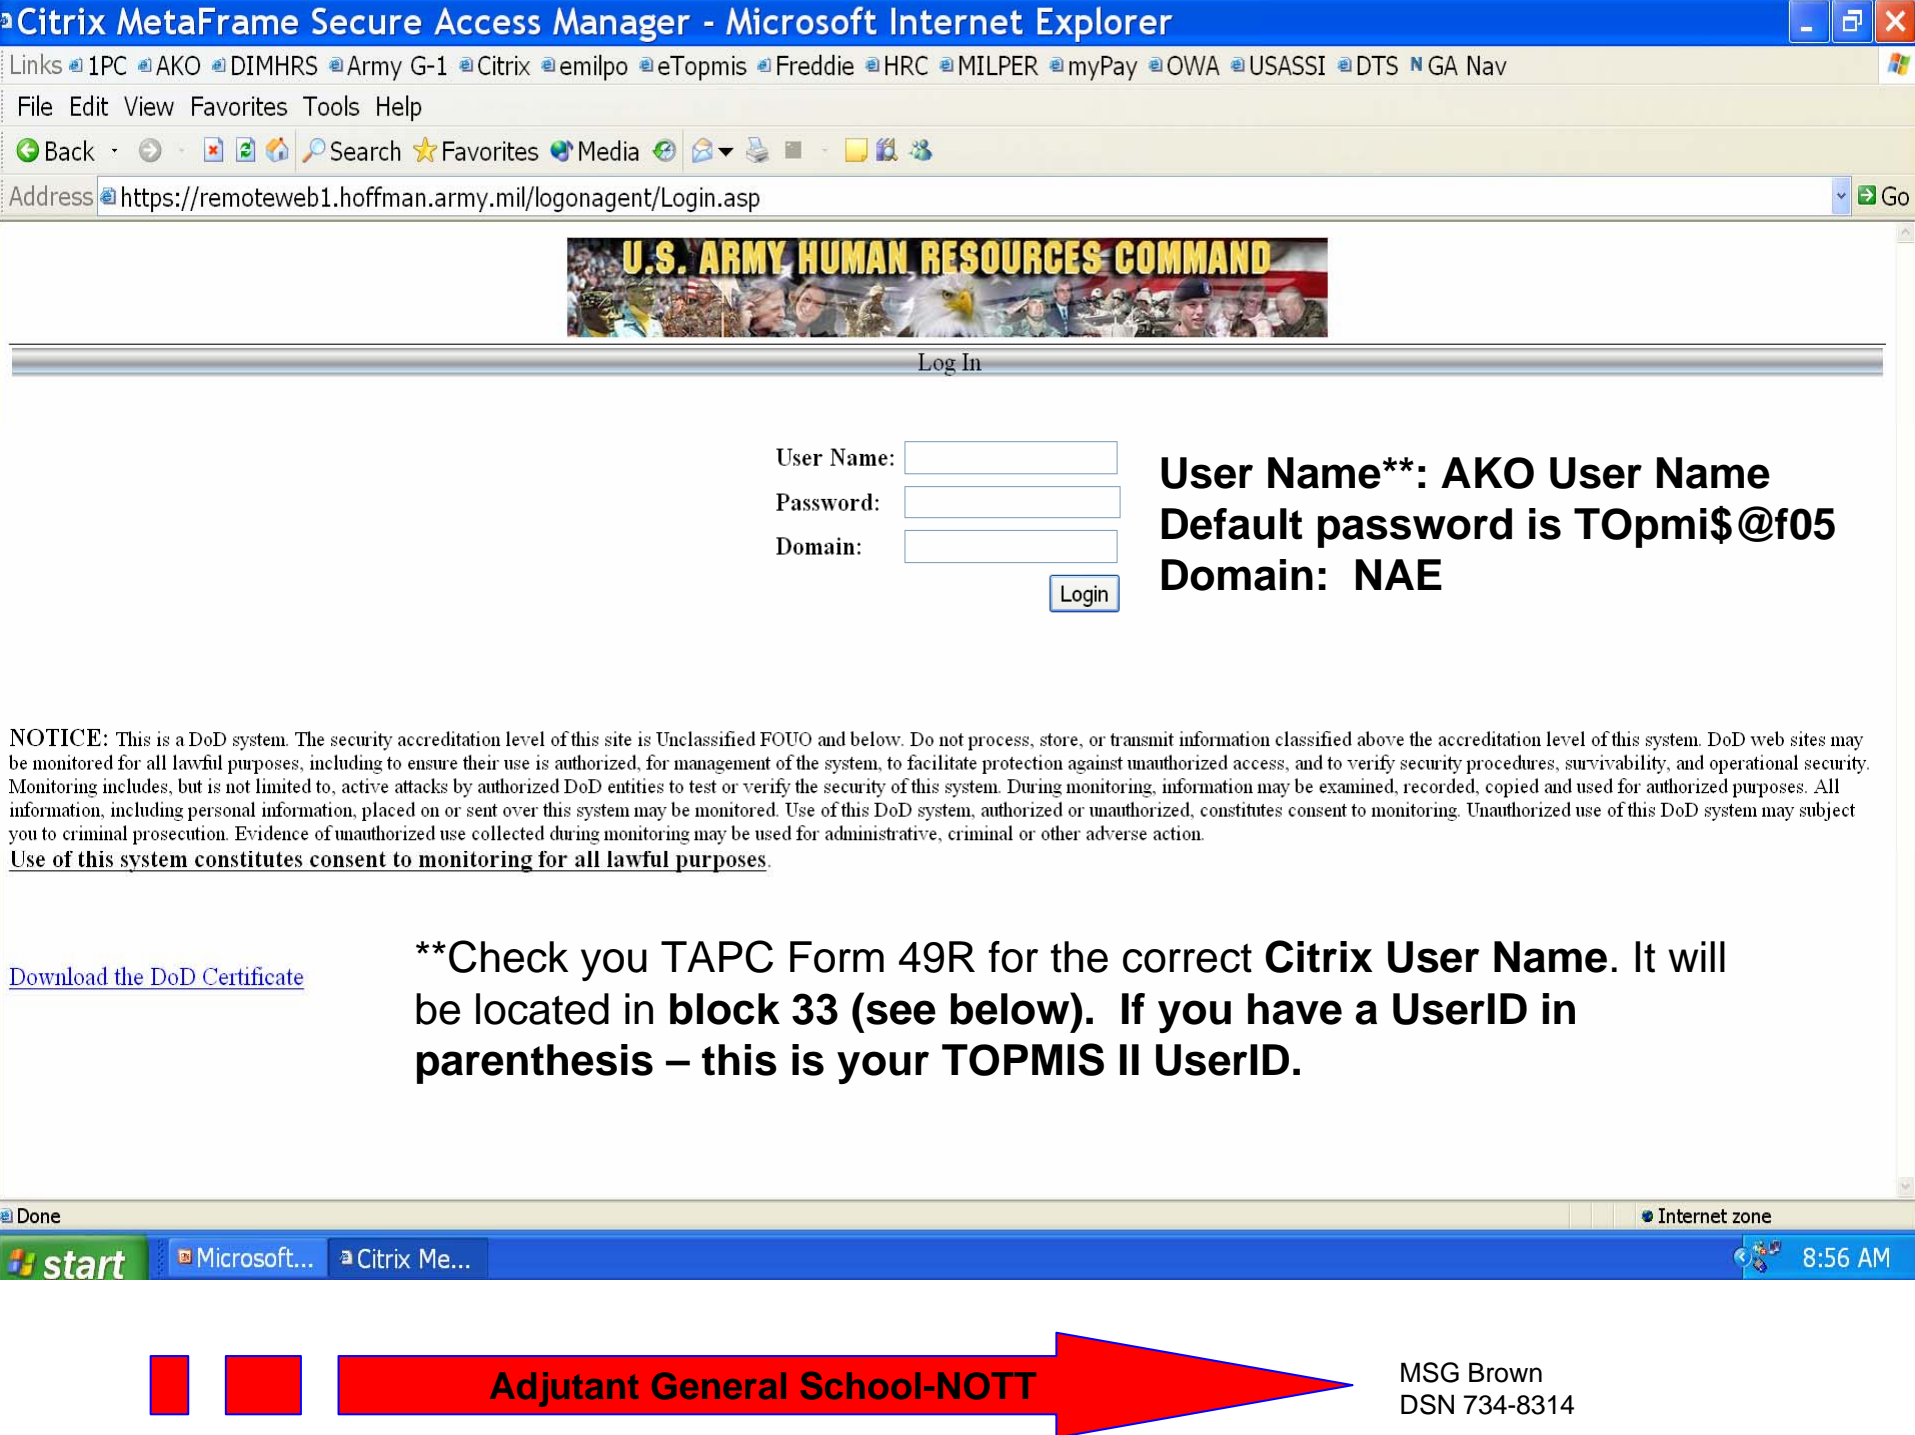 Citrix MetaFrame Secure Access Manager - Microsoft Internet Explorer
Links 1PC AKO DIMHRS Army G-1 Citrix emilpo eTopmis Freddie HRC MILPER myPay OWA USASSI DTS GA Nav
File Edit View Favorites Tools Help
Back Search Favorites Media
Address https://remoteweb1.hoffman.army.mil/logonagent/Login.asp Go
U.S. ARMY HUMAN RESOURCES COMMAND
Log In
User Name:
Password:
Domain:
Login
User Name**: AKO User Name
Default password is TOpmi$@f05
Domain: NAE
NOTICE: This is a DoD system. The security accreditation level of this site is Unclassified FOUO and below. Do not process, store, or transmit information classified above the accreditation level of this system. DoD web sites may
be monitored for all lawful purposes, including to ensure their use is authorized, for management of the system, to facilitate protection against unauthorized access, and to verify security procedures, survivability, and operational security.
Monitoring includes, but is not limited to, active attacks by authorized DoD entities to test or verify the security of this system. During monitoring, information may be examined, recorded, copied and used for authorized purposes. All
information, including personal information, placed on or sent over this system may be monitored. Use of this DoD system, authorized or unauthorized, constitutes consent to monitoring. Unauthorized use of this DoD system may subject
you to criminal prosecution. Evidence of unauthorized use collected during monitoring may be used for administrative, criminal or other adverse action.
Use of this system constitutes consent to monitoring for all lawful purposes.
Download the DoD Certificate
**Check you TAPC Form 49R for the correct Citrix User Name. It will
be located in block 33 (see below). If you have a UserID in
parenthesis – this is your TOPMIS II UserID.
Done Internet zone
start Microsoft... Citrix Me... 8:56 AM
Adjutant General School-NOTT
MSG Brown
DSN 734-8314